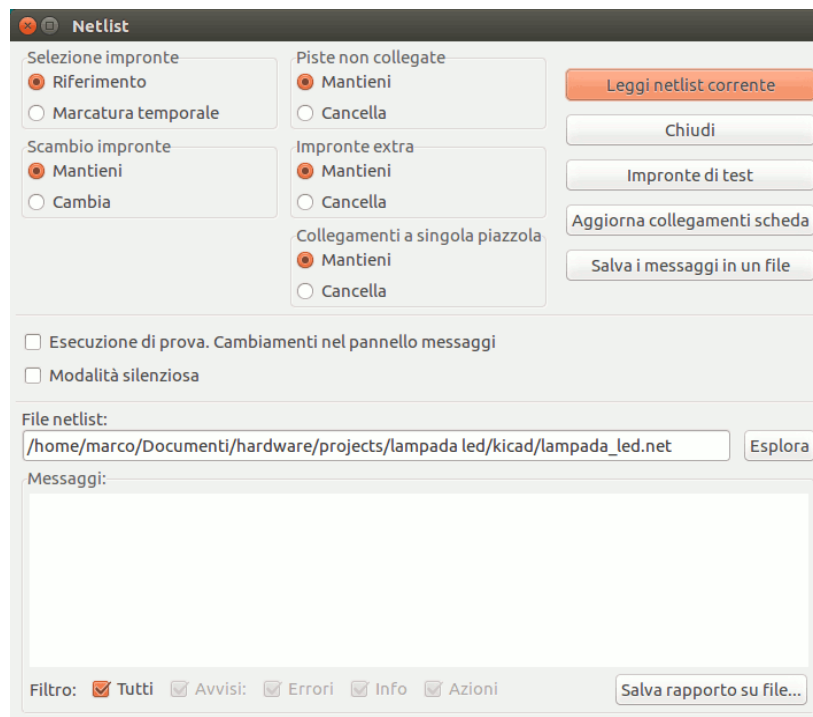 Netlist
Selezione impronte
Riferimento
Marcatura temporale
Scambio impronte
Mantieni
Cambia
Piste non collegate
Mantieni
Cancella
Impronte extra
Mantieni
Cancella
Collegamenti a singola piazzola
Mantieni
Cancella
Leggi netlist corrente
Chiudi
Impronte di test
Aggiorna collegamenti scheda
Salva i messaggi in un file
Esecuzione di prova. Cambiamenti nel pannello messaggi
Modalità silenziosa
File netlist:
/home/marco/Documenti/hardware/projects/lampada led/kicad/lampada_led.net
Esplora
Messaggi:
Filtro: Tutti Avvisi: Errori Info Azioni
Salva rapporto su file...